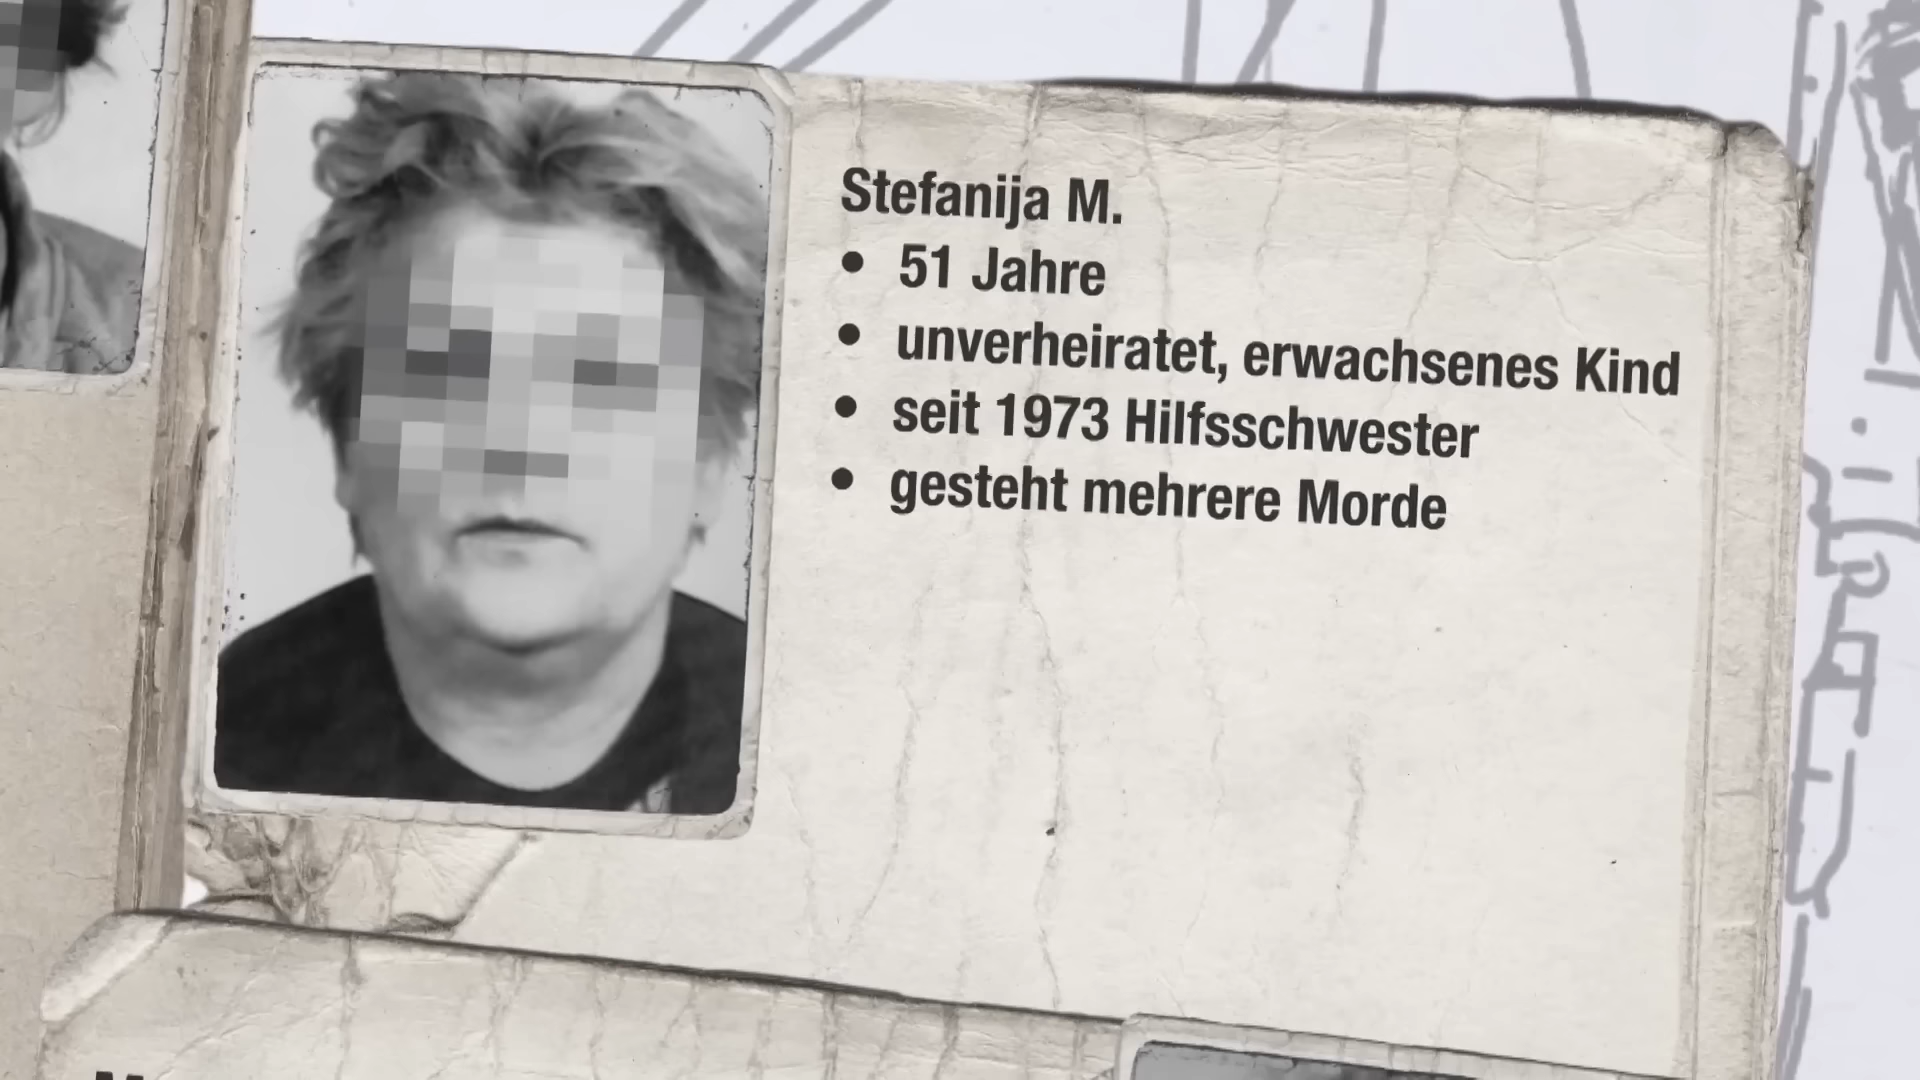 Stefanija M.
• 51 Jahre
• unverheiratet, erwachsenes Kind
• seit 1973 Hilfsschwester
• gesteht mehrere Morde